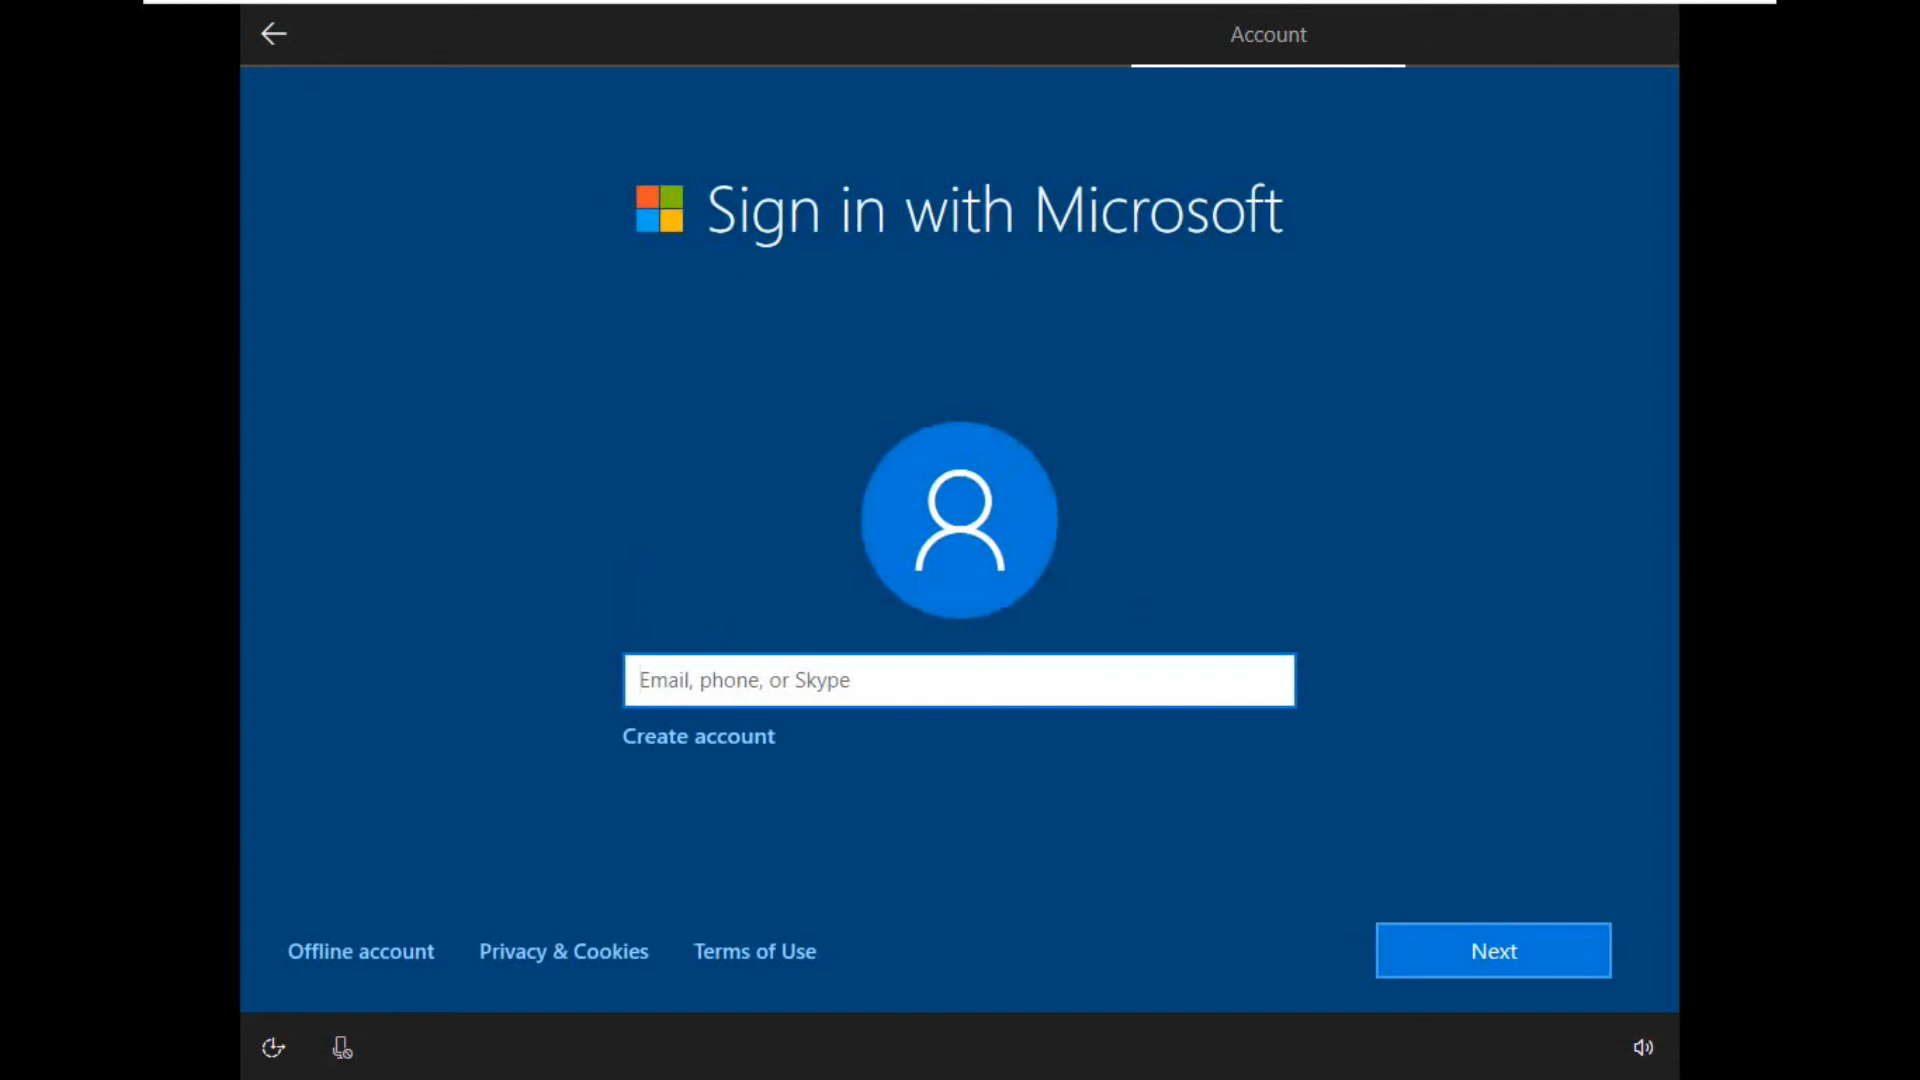 Account
Sign in with Microsoft
Email, phone, or Skype
Create account
Offline account Privacy & Cookies Terms of Use Next